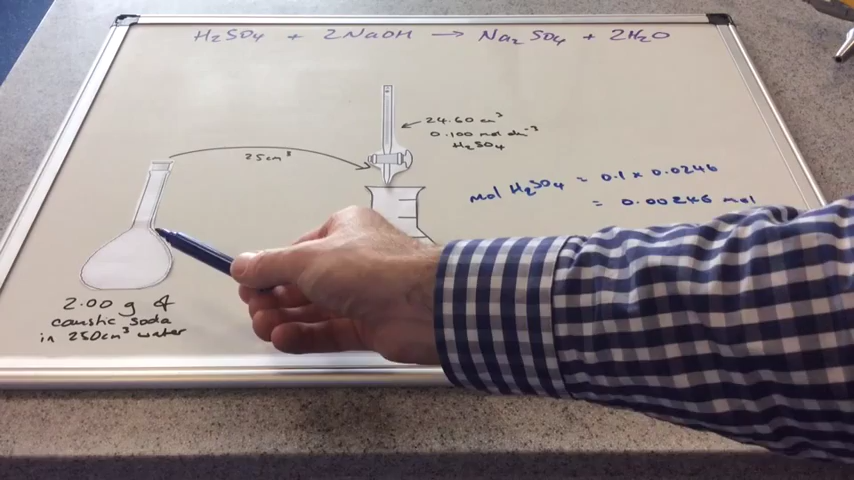 H₂SO₄ + 2NaOH → Na₂SO₄ + 2H₂O
24.60 cm³
0.100 mol dm⁻³
H₂SO₄
25cm³
mol H₂SO₄ = 0.1 × 0.0246
= 0.00246 mol
2.00 g of
caustic soda
in 250cm³ water